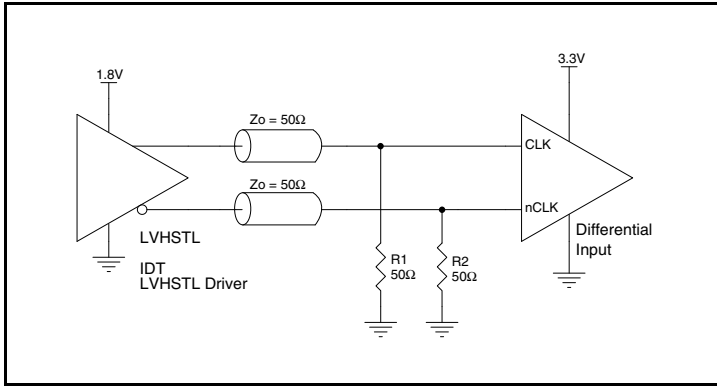 1.8V
3.3V
Zo = 50Ω
CLK
Zo = 50Ω
nCLK
LVHSTL
IDT
LVHSTL Driver
R1
50Ω
R2
50Ω
Differential
Input